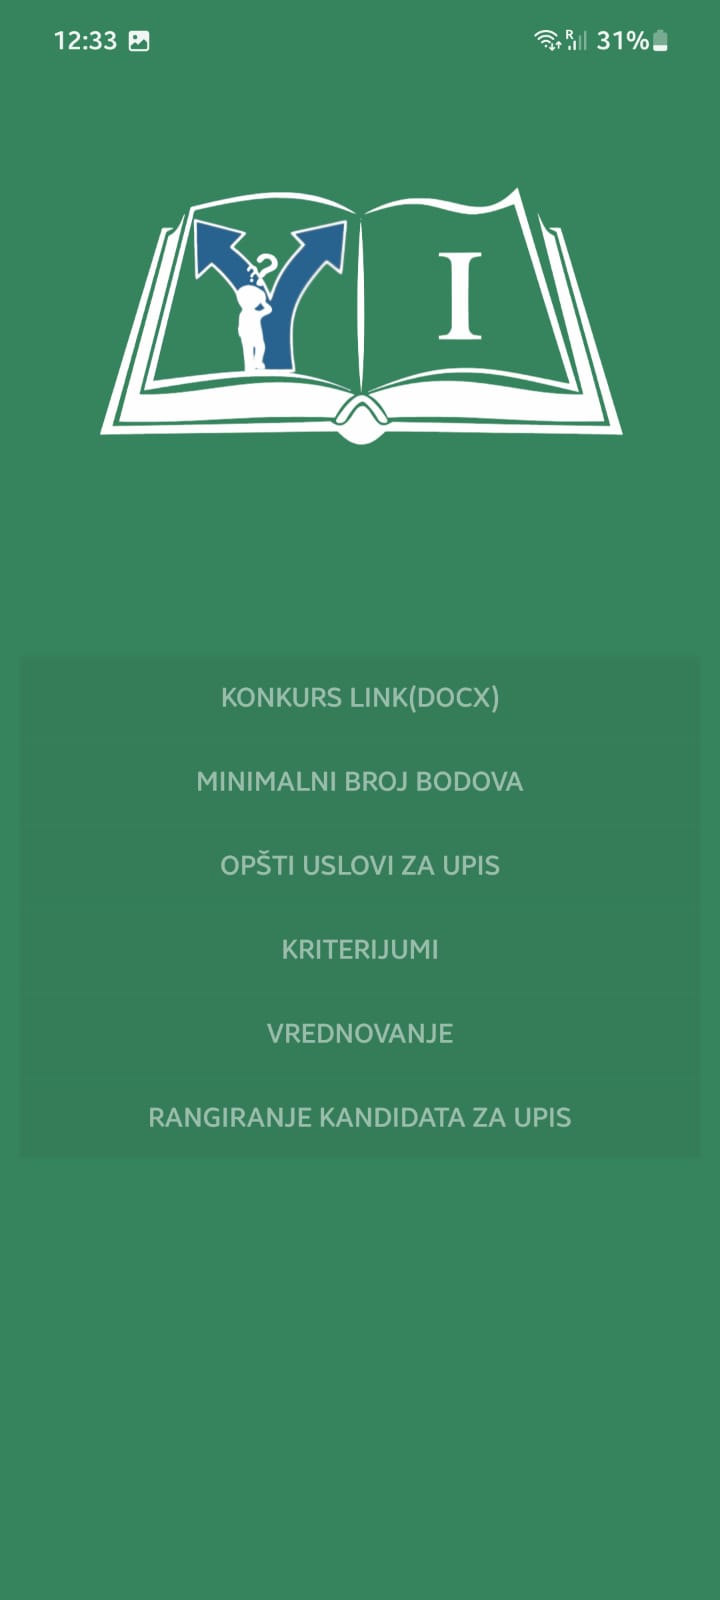 12:33
R 31%
?
I
KONKURS LINK(DOCX)
MINIMALNI BROJ BODOVA
OPŠTI USLOVI ZA UPIS
KRITERIJUMI
VREDNOVANJE
RANGIRANJE KANDIDATA ZA UPIS